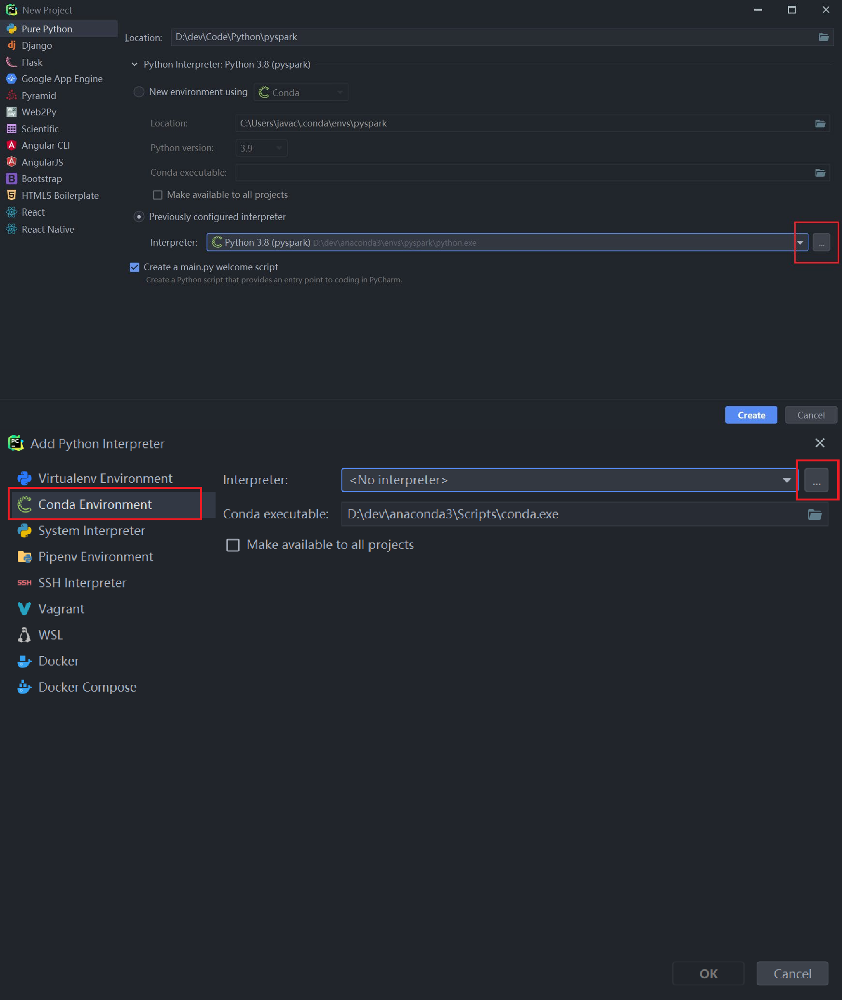 New Project
Pure Python
Django
Flask
Google App Engine
Pyramid
Web2Py
Scientific
Angular CLI
AngularJS
Bootstrap
HTML5 Boilerplate
React
React Native
Location: D:\dev\Code\Python\pyspark
Python Interpreter: Python 3.8 (pyspark)
New environment using Conda
Location: C:\Users\javac\.conda\envs\pyspark
Python version: 3.9
Conda executable:
Make available to all projects
Previously configured interpreter
Interpreter: Python 3.8 (pyspark) D:\dev\anaconda3\envs\pyspark\python.exe ...
Create a main.py welcome script
Create a Python script that provides an entry point to coding in PyCharm.
Create Cancel
Add Python Interpreter
Virtualenv Environment
Conda Environment
System Interpreter
Pipenv Environment
SSH Interpreter
Vagrant
WSL
Docker
Docker Compose
Interpreter: <No interpreter> ...
Conda executable: D:\dev\anaconda3\Scripts\conda.exe
Make available to all projects
OK Cancel